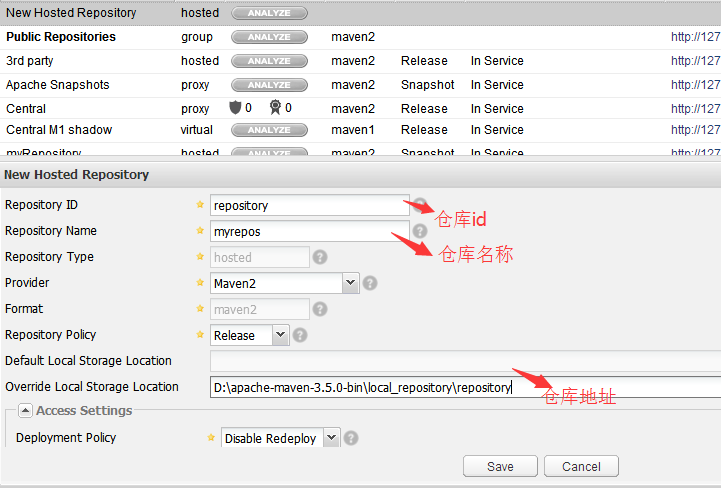 New Hosted Repository hosted ANALYZE
Public Repositories group ANALYZE maven2 http://127
3rd party hosted ANALYZE maven2 Release In Service http://127
Apache Snapshots proxy ANALYZE maven2 Snapshot In Service http://127
Central proxy 0 0 maven2 Release In Service http://127
Central M1 shadow virtual ANALYZE maven1 Release In Service http://127
myRepository hosted ANALYZE maven2 Snapshot In Service http://127
New Hosted Repository
Repository ID repository ? 仓库id
Repository Name myrepos ? 仓库名称
Repository Type hosted ?
Provider Maven2 ?
Format maven2 ?
Repository Policy Release ?
Default Local Storage Location
Override Local Storage Location D:\apache-maven-3.5.0-bin\local_repository\repository 仓库地址
Access Settings
Deployment Policy Disable Redeploy ?
Save Cancel